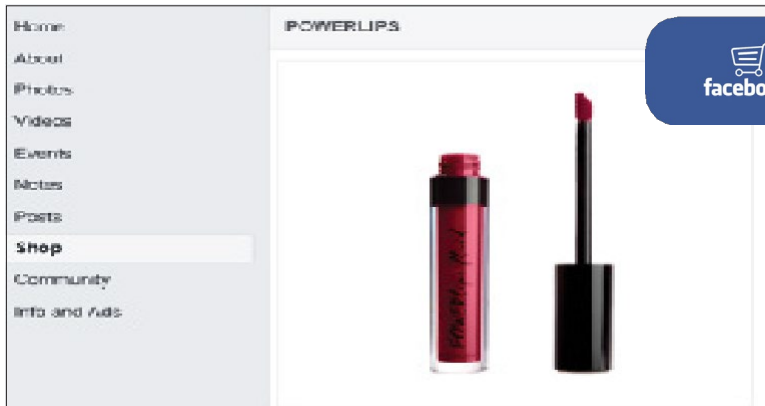 Home
About
Photos
Videos
Events
Notes
Posts
Shop
Community
Info and Ads
POWERLIPS
facebo